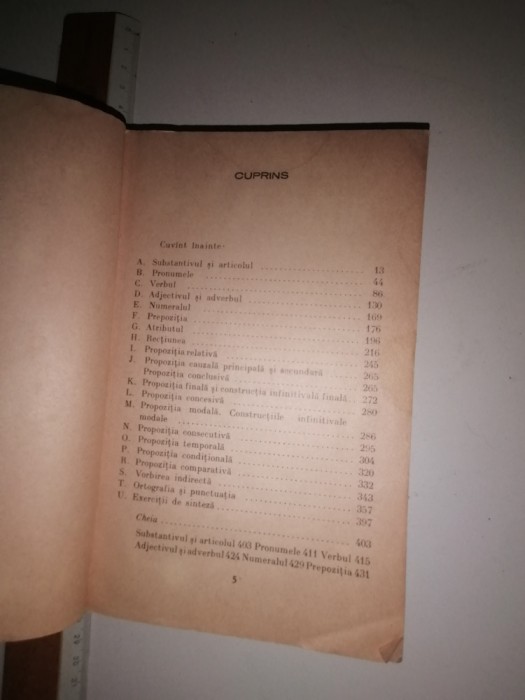 CUPRINS
Cuvînt înainte
A. Substantivul și articolul 13
B. Pronumele 44
C. Verbul 86
D. Adjectivul și adverbul 130
E. Numeralul 169
F. Prepoziția 176
G. Atributul 196
H. Recțiunea 216
I. Propoziția relativă 245
J. Propoziția cauzală principală și secundară 265
Propoziția conclusivă 265
K. Propoziția finală și construcția infinitivală finală 272
L. Propoziția concesivă 280
M. Propoziția modală. Construcțiile infinitivale
modale 286
N. Propoziția consecutivă 295
O. Propoziția temporală 304
P. Propoziția condițională 320
R. Propoziția comparativă 332
S. Vorbirea indirectă 343
T. Ortografia și punctuația 357
U. Exerciții de sinteză 397
Cheia 403
Substantivul și articolul 403 Pronumele 411 Verbul 415
Adjectivul și adverbul 424 Numeralul 429 Prepoziția 431
5